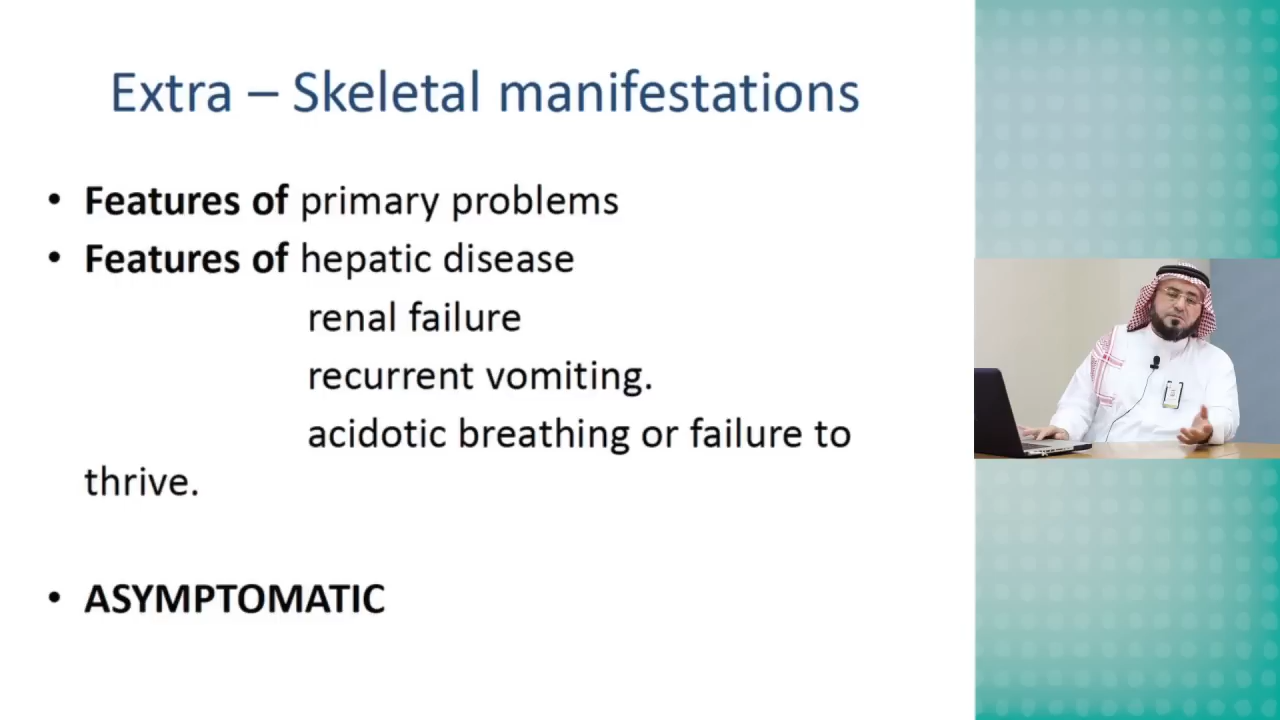 Extra – Skeletal manifestations
• Features of primary problems
• Features of hepatic disease
renal failure
recurrent vomiting.
acidotic breathing or failure to
thrive.
• ASYMPTOMATIC